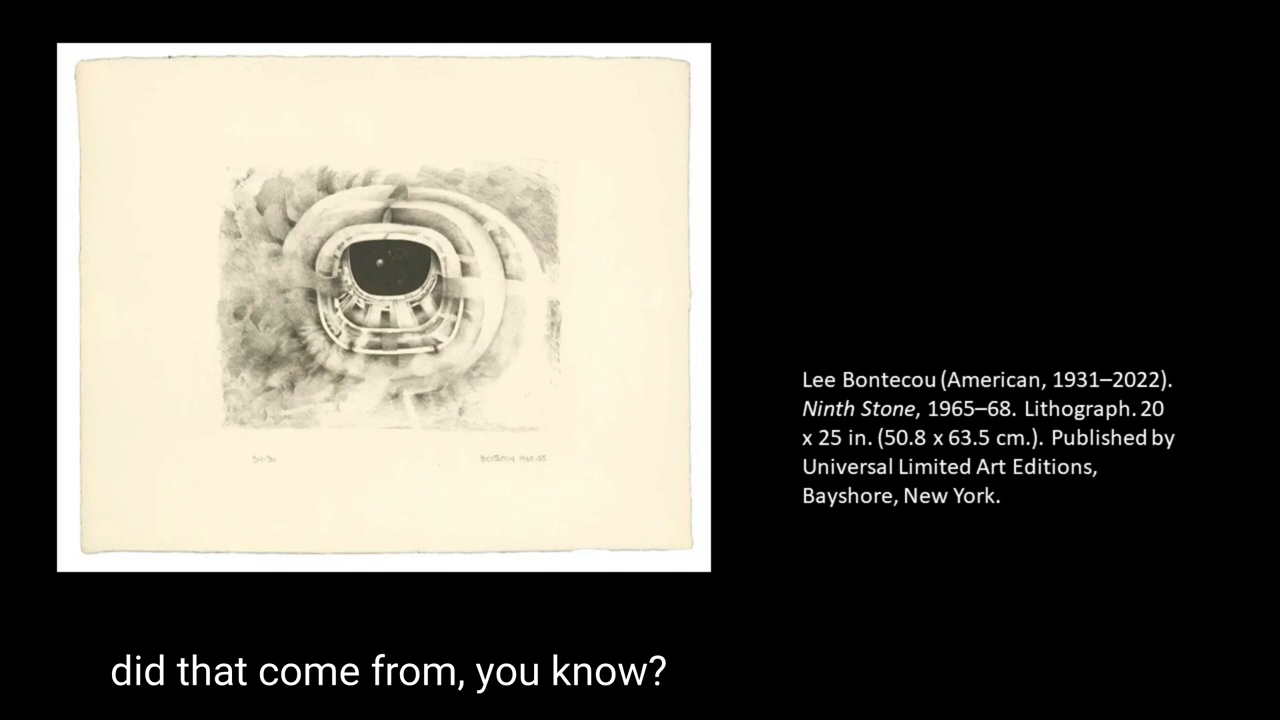 Lee Bontecou (American, 1931–2022).
Ninth Stone, 1965–68. Lithograph. 20
x 25 in. (50.8 x 63.5 cm.). Published by
Universal Limited Art Editions,
Bayshore, New York.
did that come from, you know?